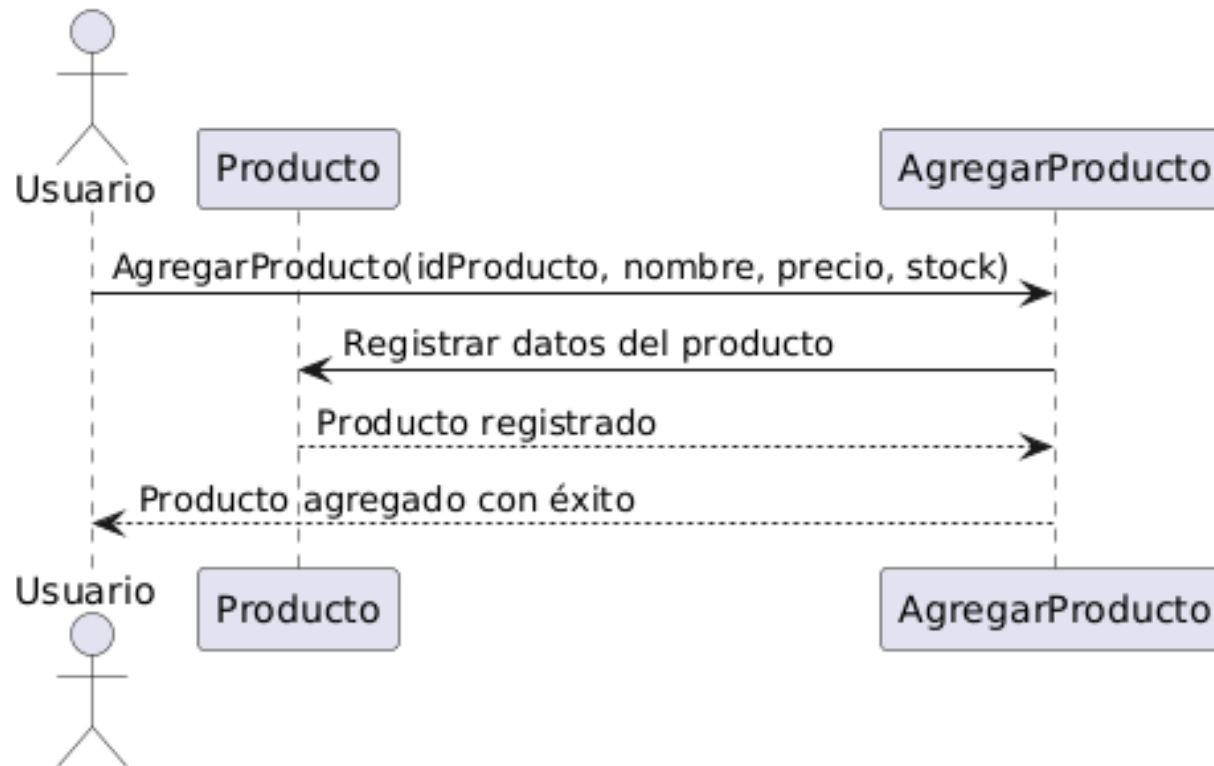 Usuario
Producto
AgregarProducto
AgregarProducto(idProducto, nombre, precio, stock)
Registrar datos del producto
Producto registrado
Producto agregado con éxito
Usuario
Producto
AgregarProducto